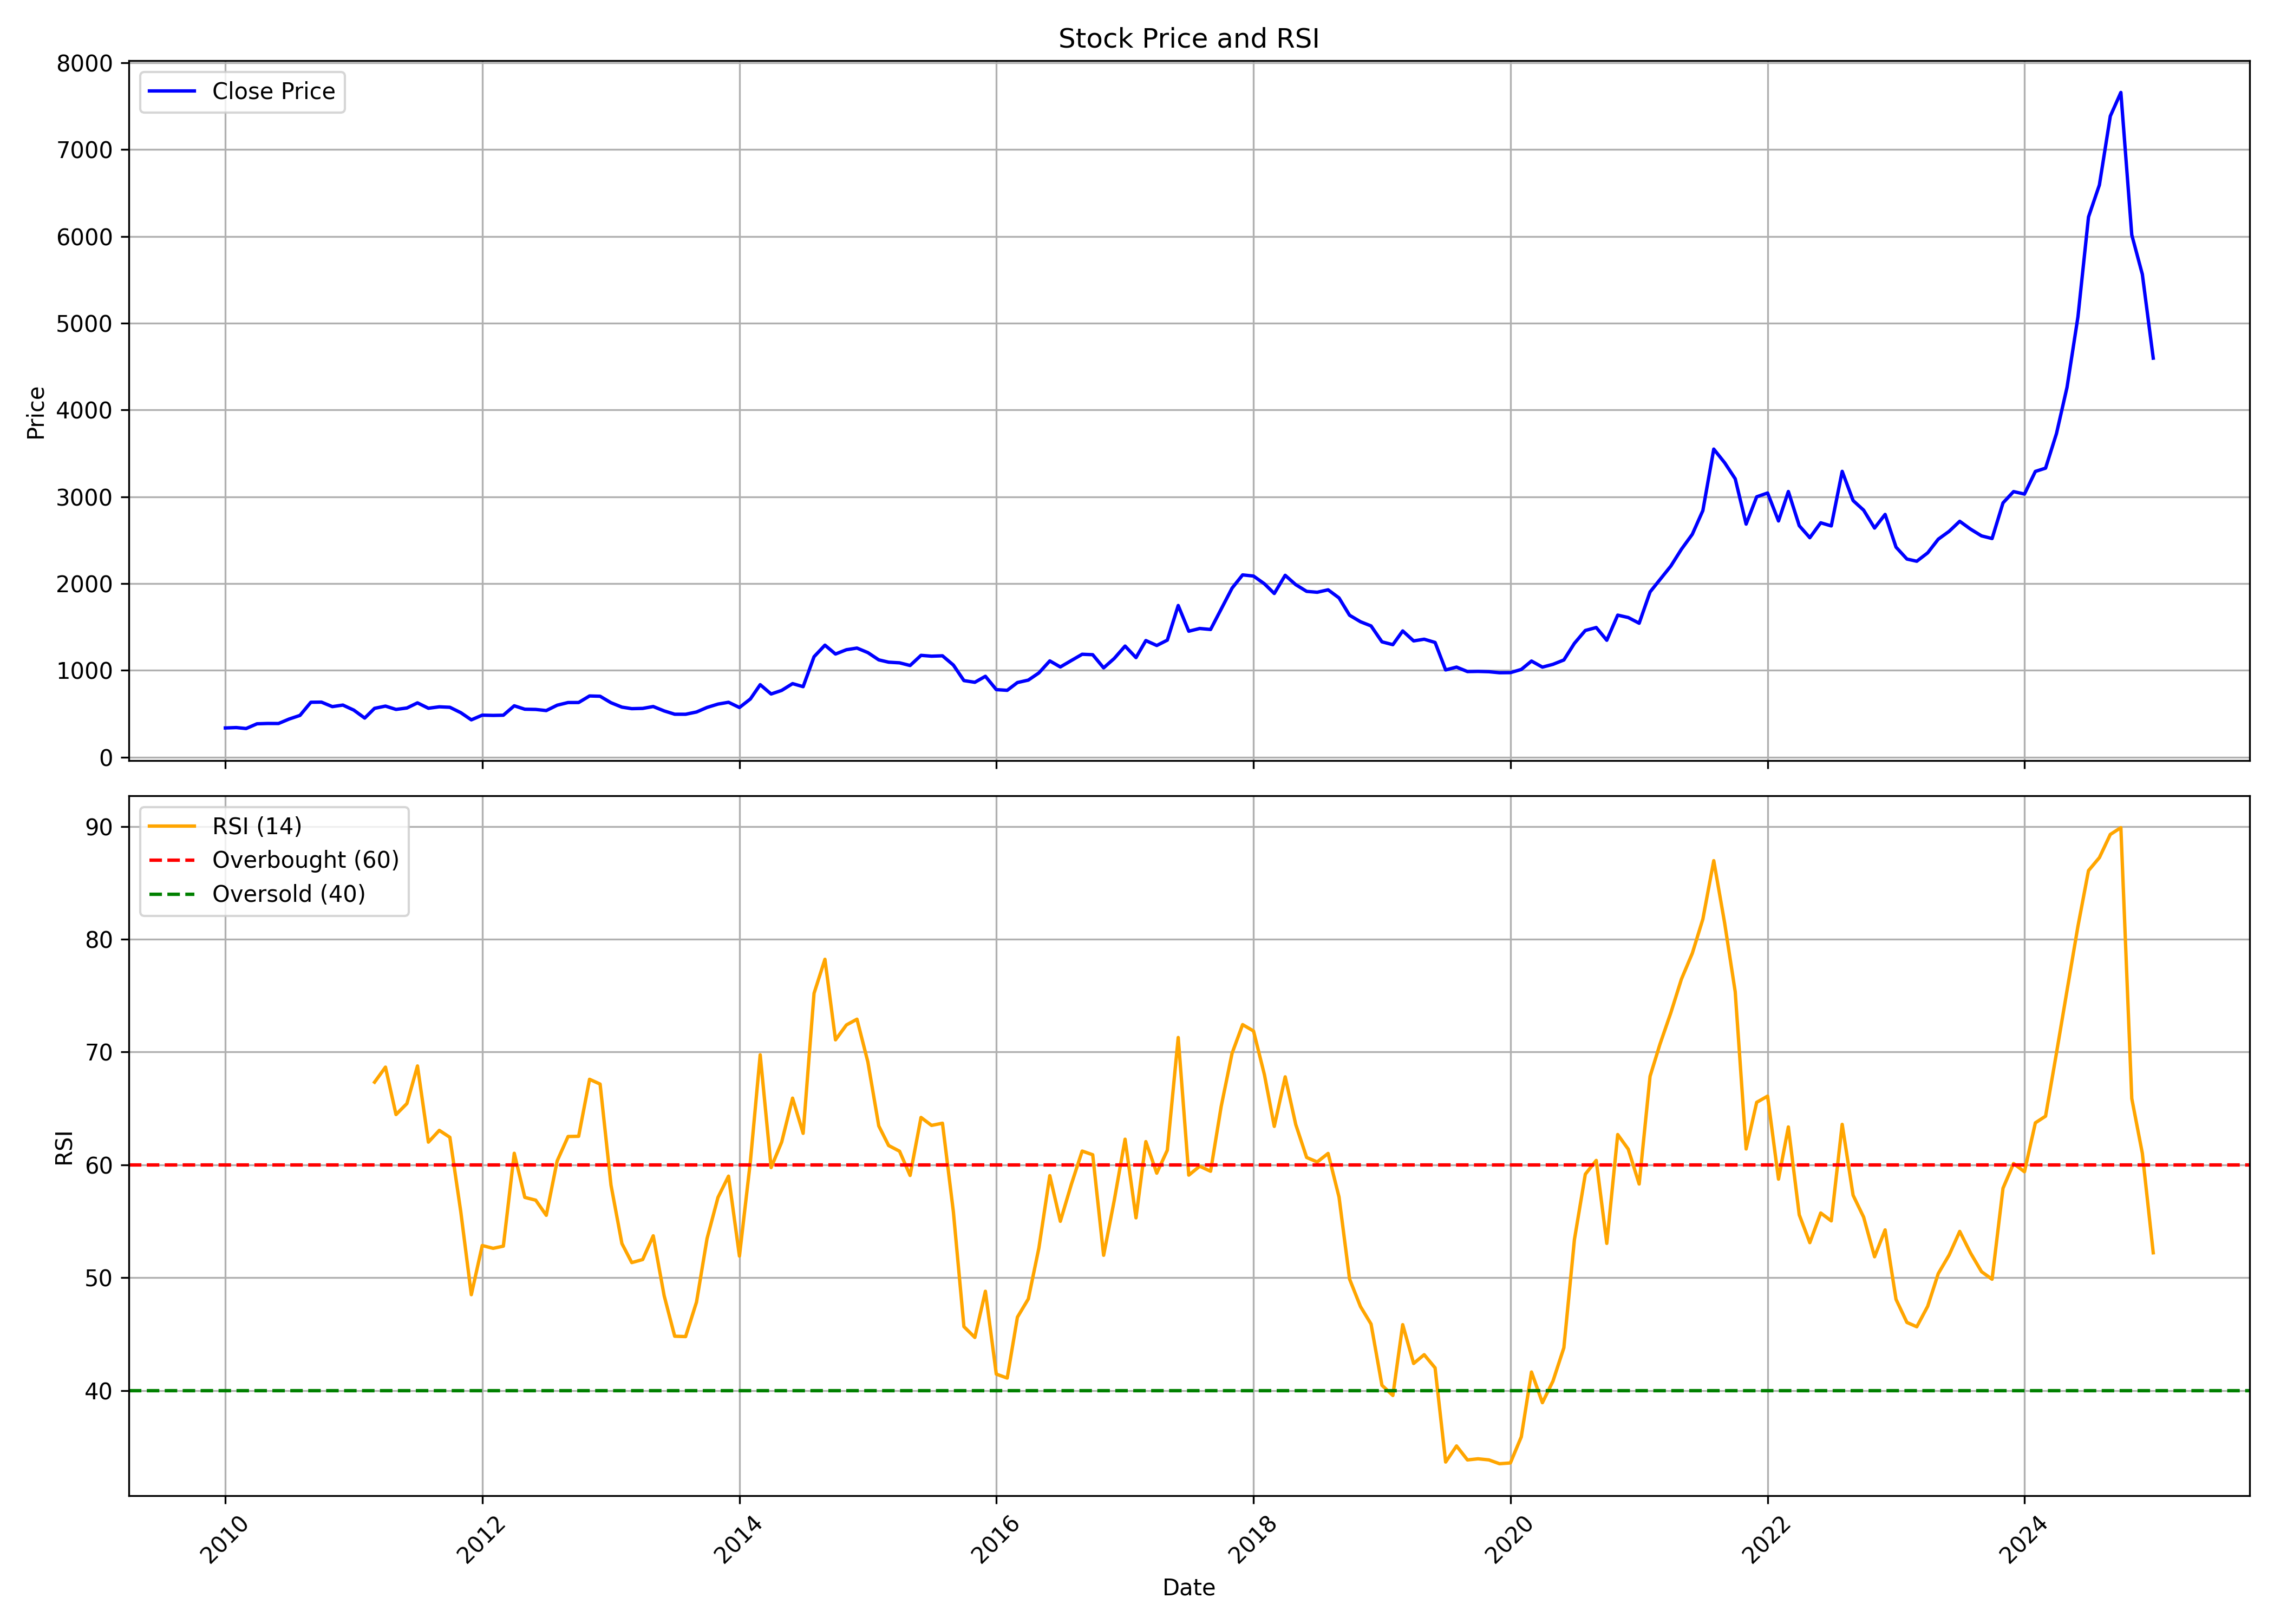 Stock Price and RSI
Close Price
8000
7000
6000
5000
4000
3000
2000
1000
0
Price
RSI (14)
Overbought (60)
Oversold (40)
90
80
70
60
50
40
RSI
2010 2012 2014 2016 2018 2020 2022 2024
Date